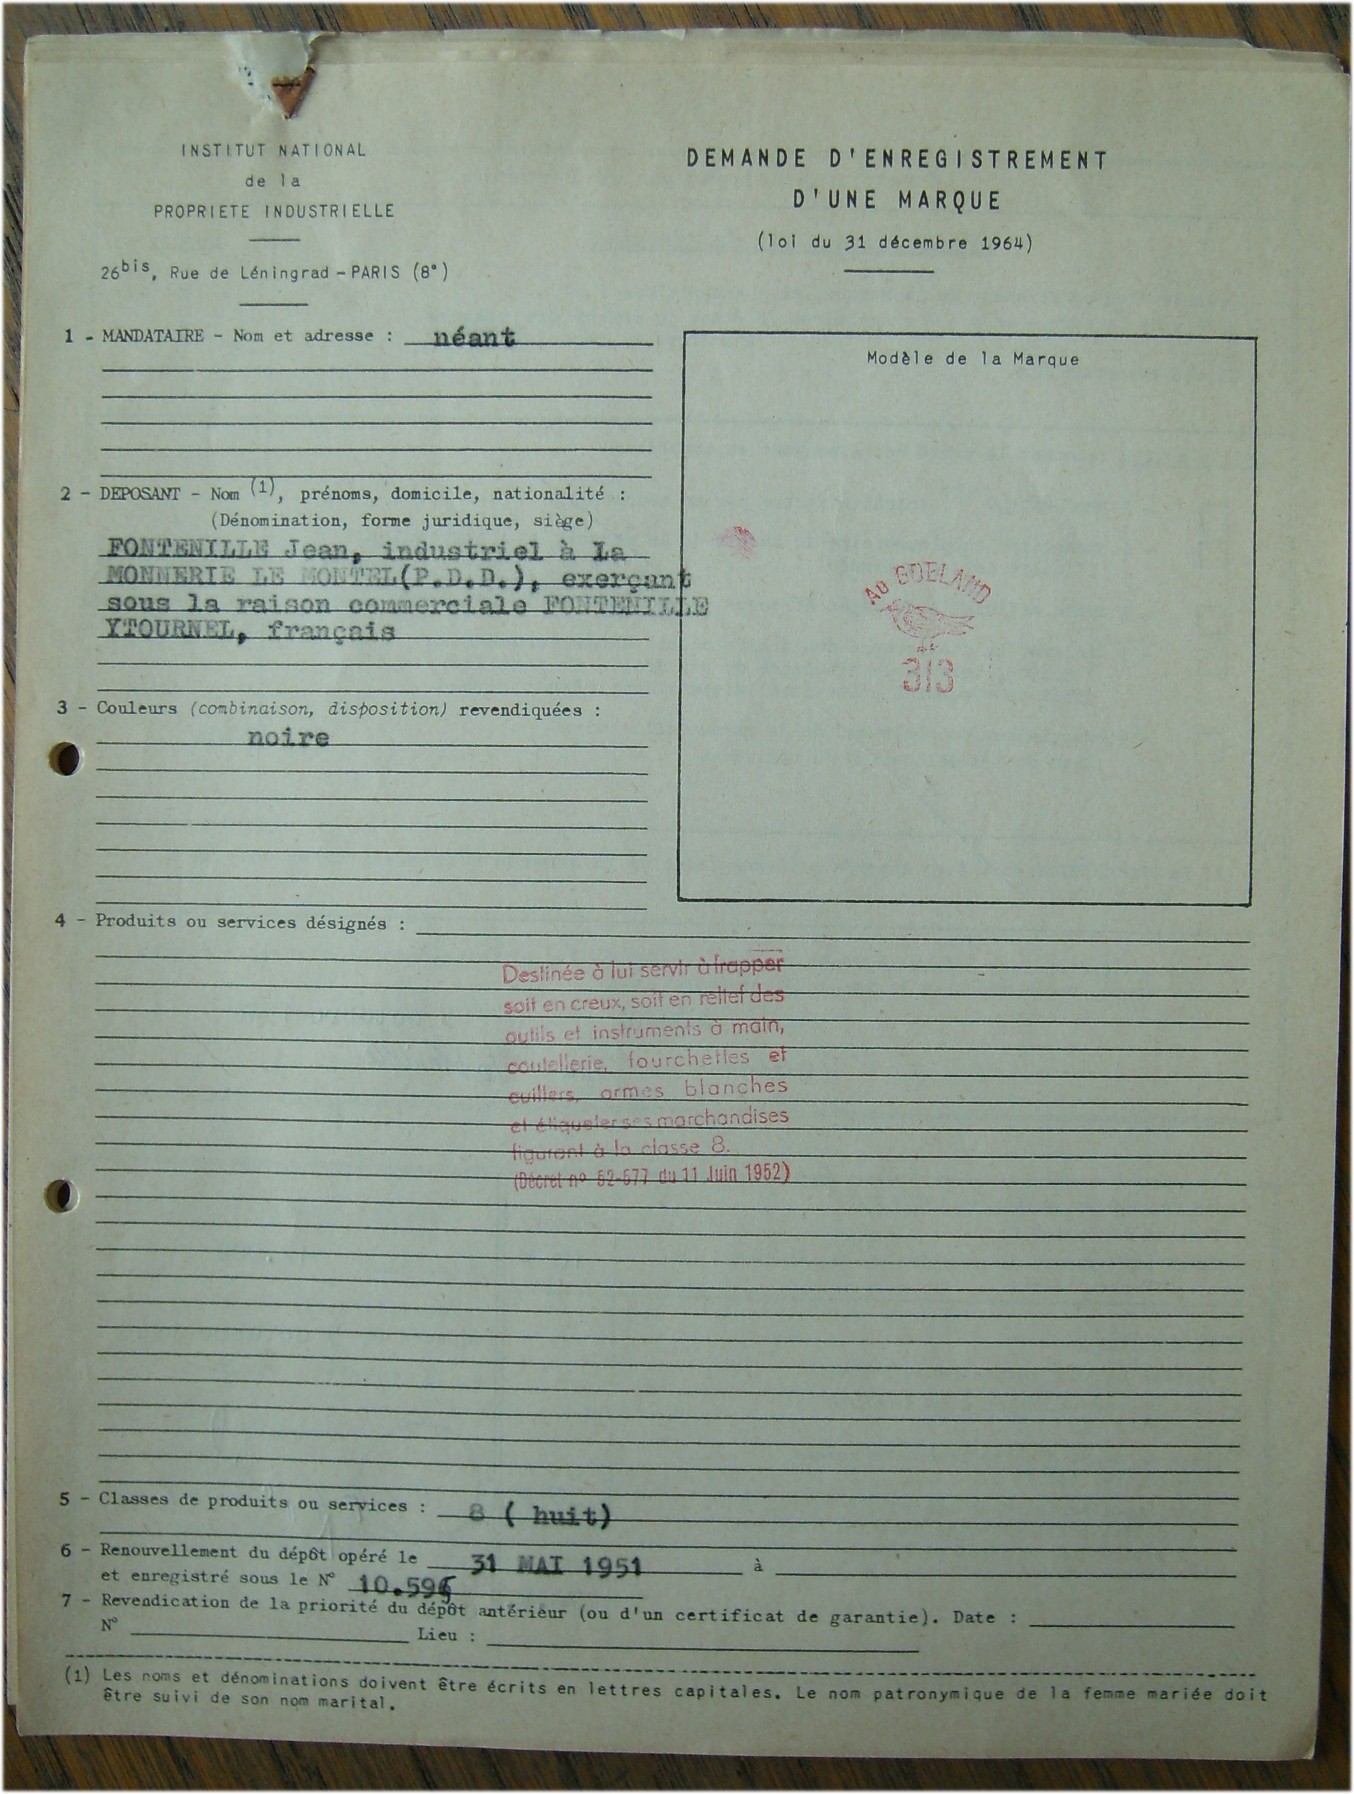 INSTITUT NATIONAL
de la
PROPRIETE INDUSTRIELLE
26bis, Rue de Léningrad - PARIS (8e)
DEMANDE D'ENREGISTREMENT
D'UNE MARQUE
(loi du 31 décembre 1964)
1 - MANDATAIRE - Nom et adresse : néant
2 - DEPOSANT - Nom (1), prénoms, domicile, nationalité :
(Dénomination, forme juridique, siège)
FONTENILLE Jean, industriel à La
MONNERIE LE MONTEL(P.D.D.), exerçant
sous la raison commerciale FONTENILLE
YTOURNEL, français
3 - Couleurs (combinaison, disposition) revendiquées :
noire
Modèle de la Marque
AU GOELAND
313
4 - Produits ou services désignés :
Destinée à lui servir à frapper
soit en creux, soit en relief des
outils et instruments à main,
coutellerie, fourchettes et
cuillers, armes blanches
et étiqueter ses marchandises
figurant à la classe 8.
(Décret nº 52-677 du 11 Juin 1952)
5 - Classes de produits ou services : 8 ( huit)
6 - Renouvellement du dépôt opéré le 31 MAI 1951 à
et enregistré sous le N°
7 - Revendication de la priorité du dépôt antérieur (ou d'un certificat de garantie). Date :
N° Lieu :
(1) Les noms et dénominations doivent être écrits en lettres capitales. Le nom patronymique de la femme mariée doit
être suivi de son nom marital.